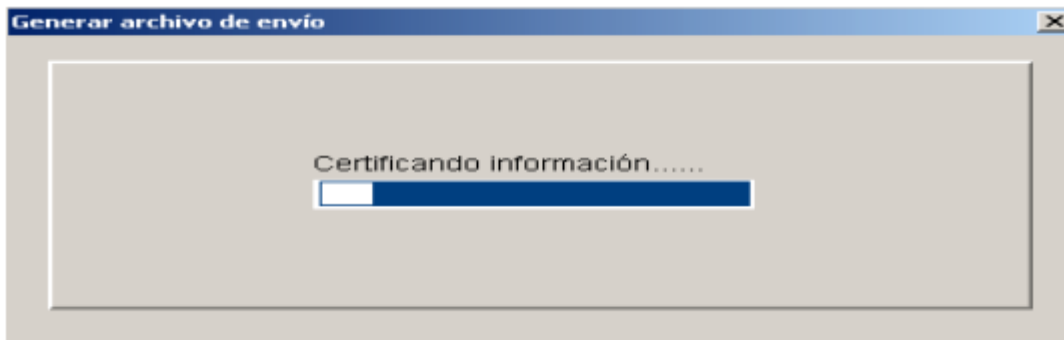 Generar archivo de envío
Certificando información......